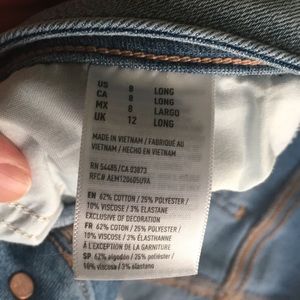 US 8 LONG
CA 8 LONG
MX 8 LARGO
UK 12 LONG
MADE IN VIETNAM / FABRIQUÉ AU
VIETNAM / HECHO EN VIETNAM
RN 54485/CA 03873
RFC# AEM120605U9A
EN 62% COTTON / 25% POLYESTER /
10% VISCOSE / 3% ELASTANE
EXCLUSIVE OF DECORATION
FR 62% COTON / 25% POLYESTER /
10% VISCOSE / 3% ÉLASTHANNE
À L'EXCEPTION DE LA GARNITURE
SP 62% algodón / 25% poliéster /
10% viscosa / 3% elastano